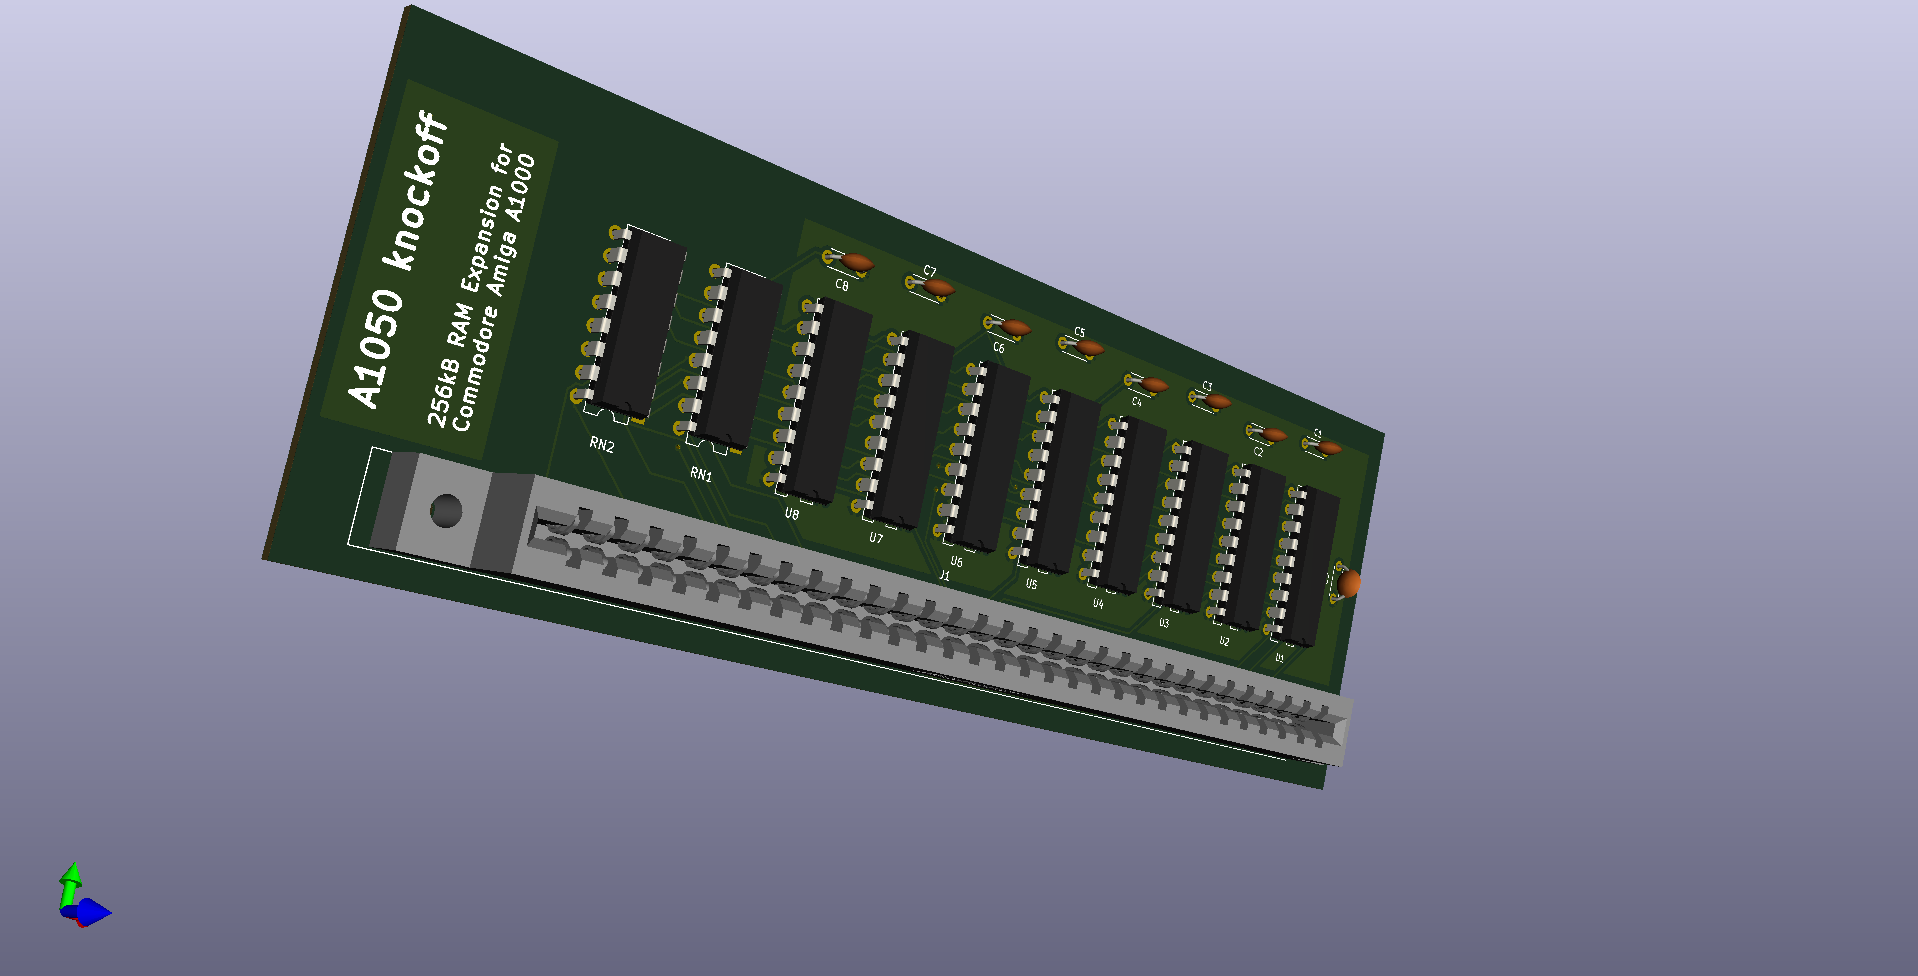 A1050 knockoff
256kB RAM Expansion for
Commodore Amiga A1000
C8
C7
C6
C5
C4
C3
C2
C1
RN2
RN1
U8
U7
U6
J1
U5
U4
U3
U2
U1